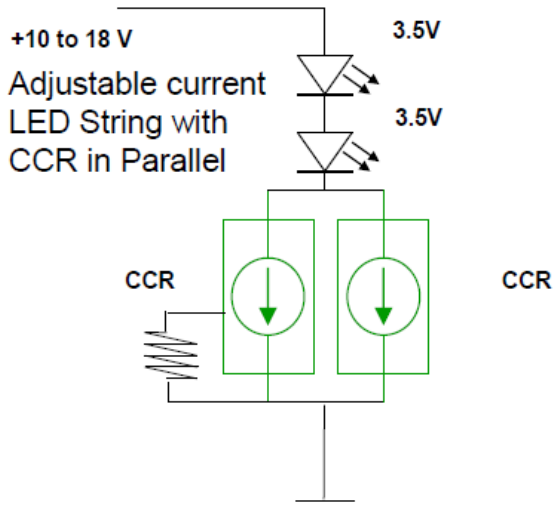 3.5V
+10 to 18 V
Adjustable current
LED String with
CCR in Parallel
3.5V
CCR
CCR